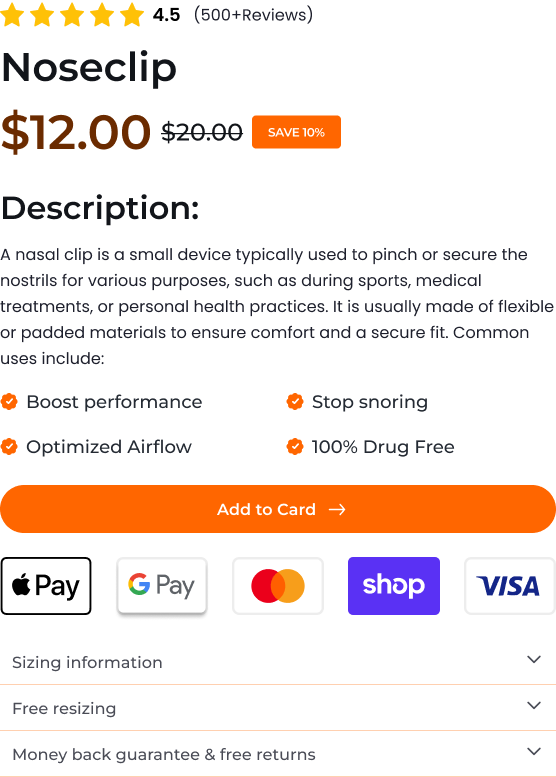 4.5 (500+Reviews)
Noseclip
$12.00 $20.00 SAVE 10%
Description:
A nasal clip is a small device typically used to pinch or secure the
nostrils for various purposes, such as during sports, medical
treatments, or personal health practices. It is usually made of flexible
or padded materials to ensure comfort and a secure fit. Common
uses include:
Boost performance Stop snoring
Optimized Airflow 100% Drug Free
Add to Card →
Pay G Pay shop VISA
Sizing information
Free resizing
Money back guarantee & free returns